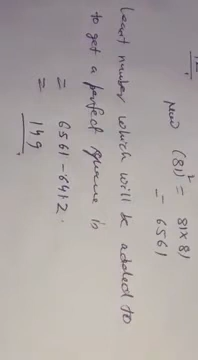 Now (81)² = 81 × 81
= 6561
Least number which will be added to
to get a perfect square is
= 6561 - 6412.
= 149